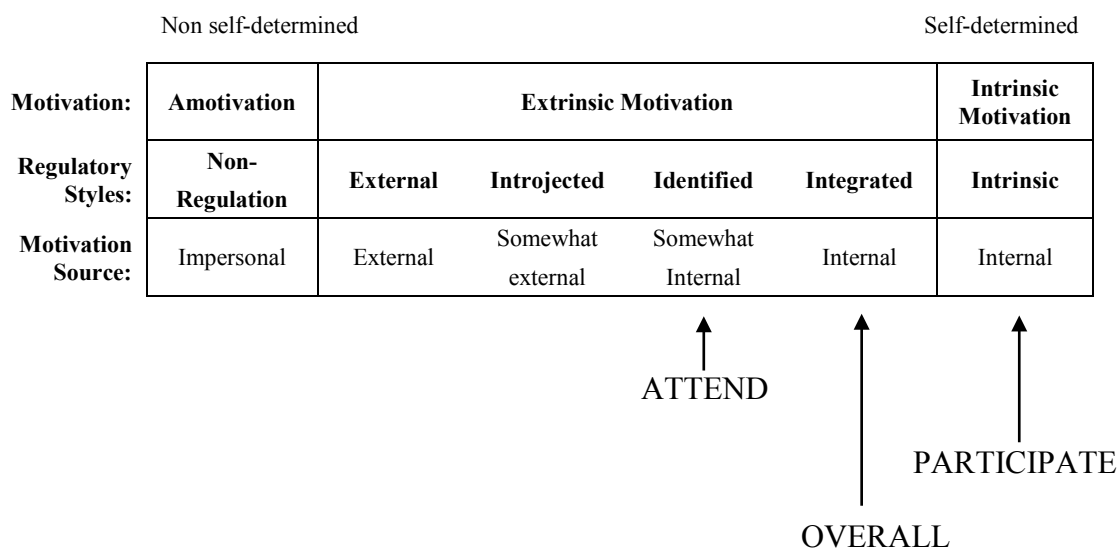 Non self-determined Self-determined
Motivation: Amotivation Extrinsic Motivation Intrinsic
Motivation
Regulatory
Styles: Non-
Regulation External Introjected Identified Integrated Intrinsic
Motivation
Source: Impersonal External Somewhat
external Somewhat
Internal Internal Internal
ATTEND
PARTICIPATE
OVERALL